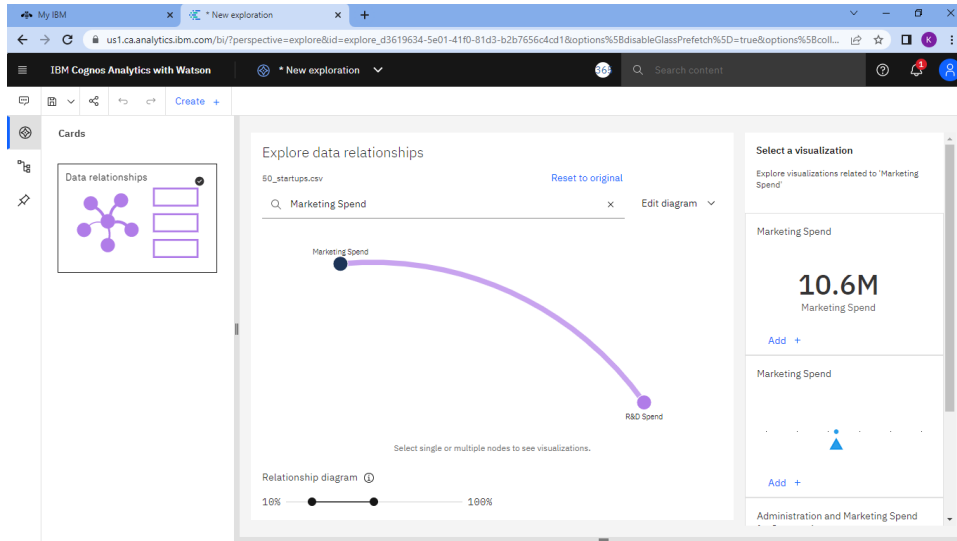 My IBM
* New exploration
us1.ca.analytics.ibm.com/bi/?perspective=explore&id=explore_d3619634-5e01-41f0-81d3-b2b7656c4cd1&options%5BdisableGlassPrefetch%5D=true&options%5Bcoll...
K
IBM Cognos Analytics with Watson
* New exploration
365
Search content
1
Create +
Cards
Data relationships
Explore data relationships
50_startups.csv
Reset to original
Marketing Spend
Edit diagram
Marketing Spend
R&D Spend
Select single or multiple nodes to see visualizations.
Relationship diagram
10%
100%
Select a visualization
Explore visualizations related to 'Marketing
Spend'
Marketing Spend
10.6M
Marketing Spend
Add +
Marketing Spend
Add +
Administration and Marketing Spend